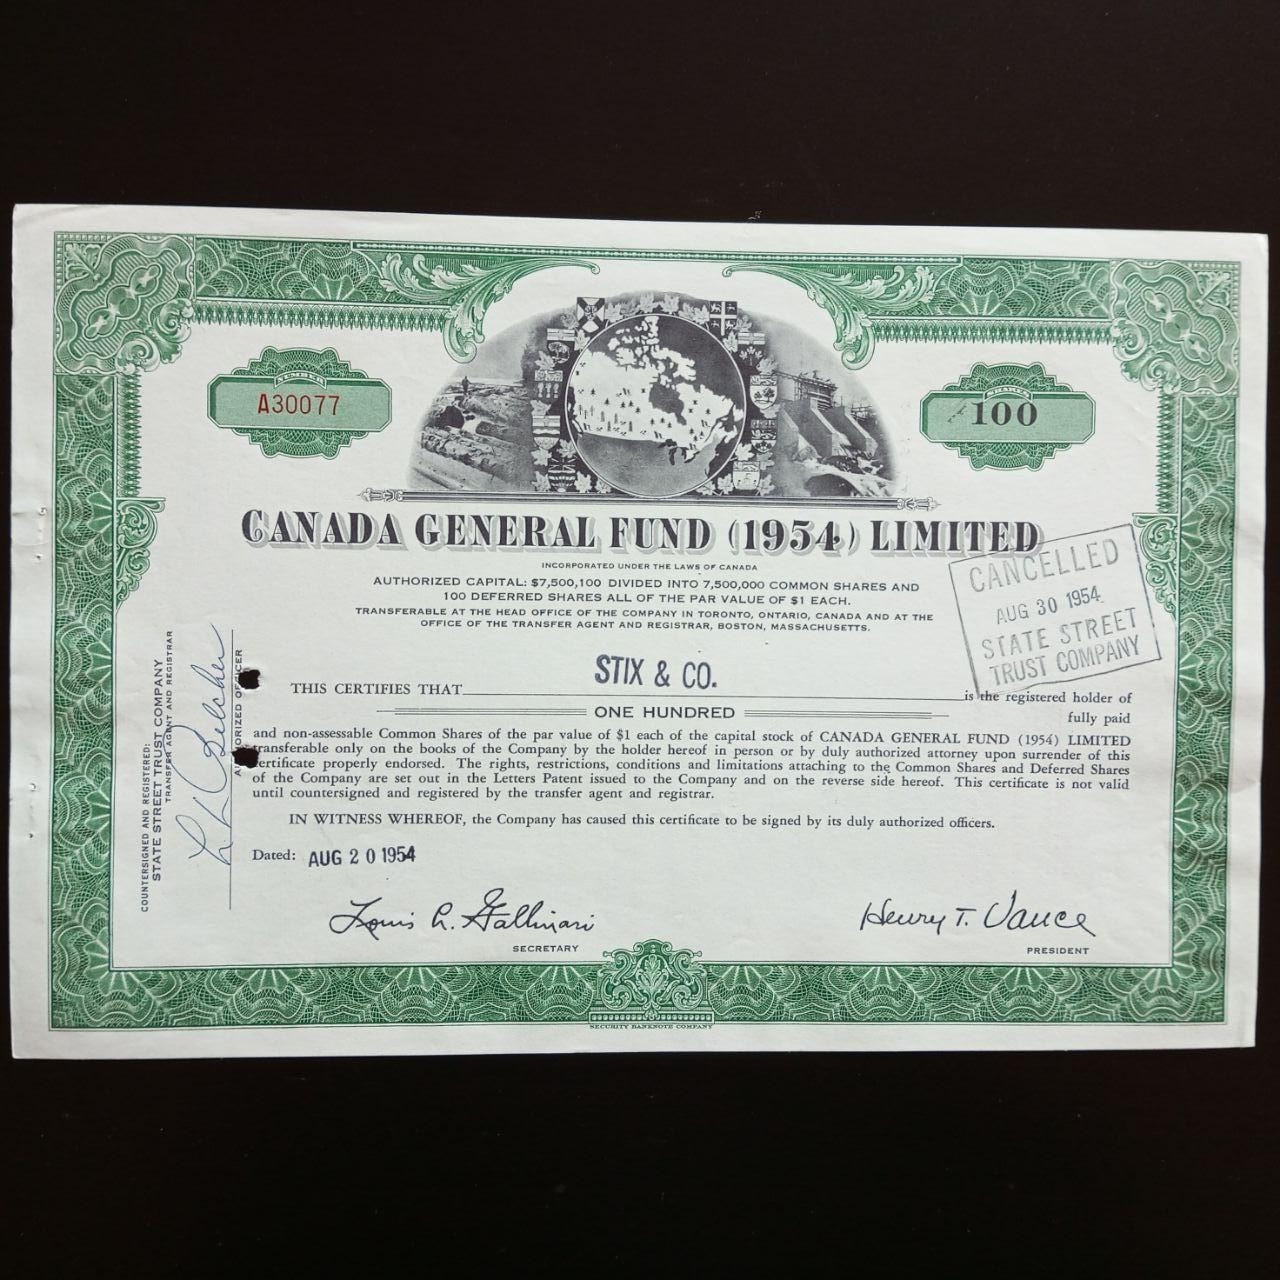 NUMBER
A30077
SHARES
100
CANADA GENERAL FUND (1954) LIMITED
INCORPORATED UNDER THE LAWS OF CANADA
AUTHORIZED CAPITAL: $7,500,100 DIVIDED INTO 7,500,000 COMMON SHARES AND
100 DEFERRED SHARES ALL OF THE PAR VALUE OF $1 EACH.
TRANSFERABLE AT THE HEAD OFFICE OF THE COMPANY IN TORONTO, ONTARIO, CANADA AND AT THE
OFFICE OF THE TRANSFER AGENT AND REGISTRAR, BOSTON, MASSACHUSETTS.
CANCELLED
AUG 30 1954
STATE STREET
TRUST COMPANY
STIX & CO.
THIS CERTIFIES THAT is the registered holder of
ONE HUNDRED
fully paid
and non-assessable Common Shares of the par value of $1 each of the capital stock of CANADA GENERAL FUND (1954) LIMITED
transferable only on the books of the Company by the holder hereof in person or by duly authorized attorney upon surrender of this
certificate properly endorsed. The rights, restrictions, conditions and limitations attaching to the Common Shares and Deferred Shares
of the Company are set out in the Letters Patent issued to the Company and on the reverse side hereof. This certificate is not valid
until countersigned and registered by the transfer agent and registrar.
IN WITNESS WHEREOF, the Company has caused this certificate to be signed by its duly authorized officers.
Dated: AUG 20 1954
Louis A. Gallinari
SECRETARY
Henry T. Vance
PRESIDENT
COUNTERSIGNED AND REGISTERED:
STATE STREET TRUST COMPANY
TRANSFER AGENT AND REGISTRAR
L L Belcher
AUTHORIZED OFFICER
SECURITY BANKNOTE COMPANY